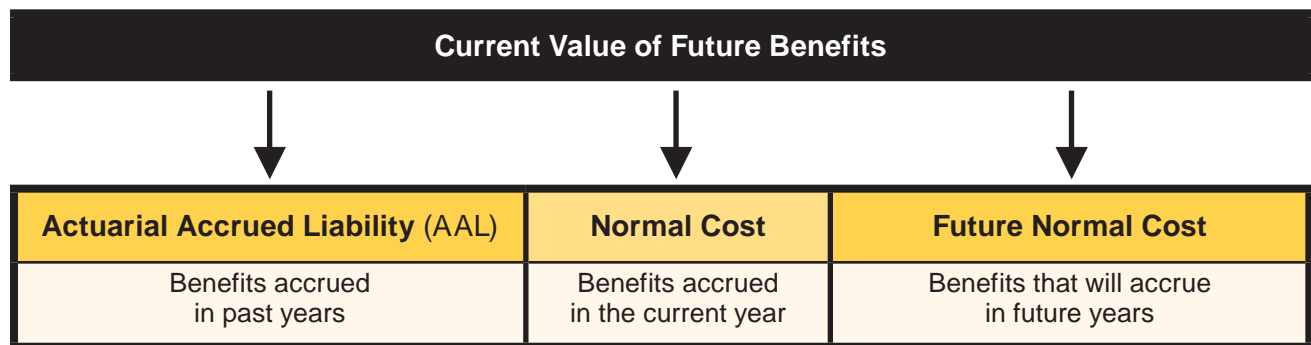 Current Value of Future Benefits
Actuarial Accrued Liability (AAL)
Normal Cost
Future Normal Cost
Benefits accrued
in past years
Benefits accrued
in the current year
Benefits that will accrue
in future years